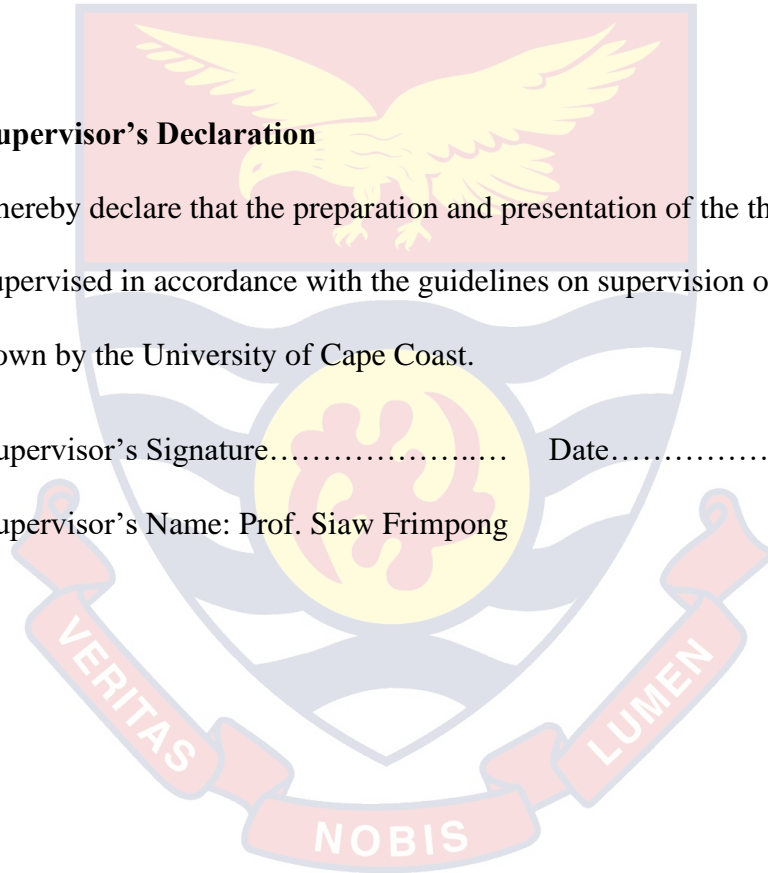 upervisor’s Declaration
hereby declare that the preparation and presentation of the th
upervised in accordance with the guidelines on supervision o
own by the University of Cape Coast.
upervisor’s Signature………………..… Date……………
upervisor’s Name: Prof. Siaw Frimpong
VERITAS
NOBIS
LUMEN